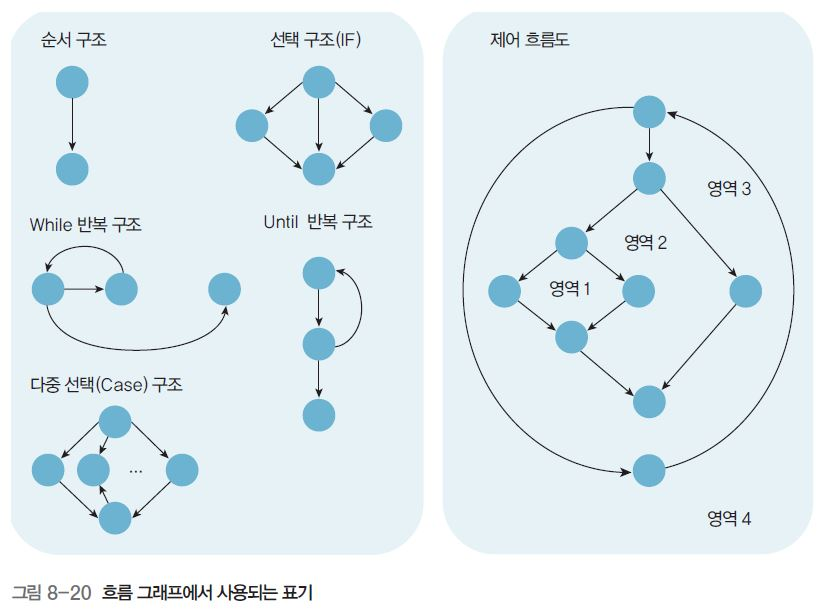 순서 구조
선택 구조(IF)
While 반복 구조
Until 반복 구조
다중 선택(Case) 구조
...
제어 흐름도
영역 3
영역 2
영역 1
영역 4
그림 8-20 흐름 그래프에서 사용되는 표기